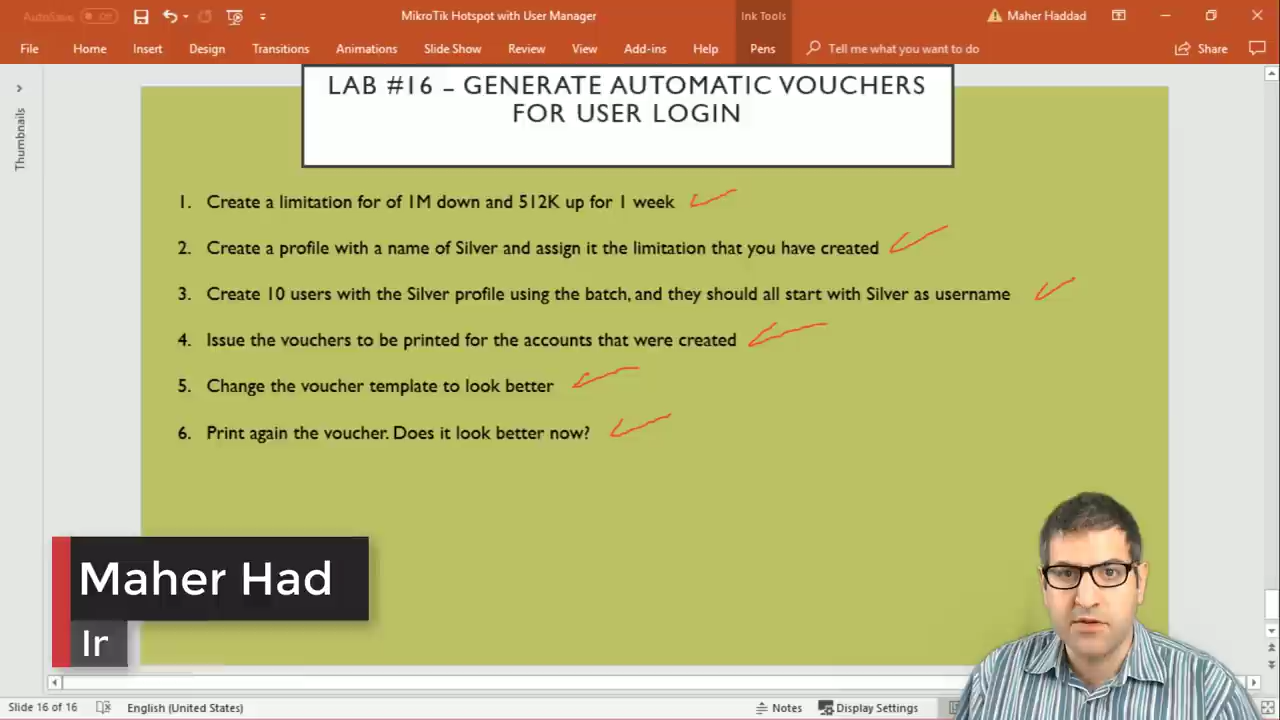 AutoSave Off
MikroTik Hotspot with User Manager
Ink Tools
Maher Haddad
File Home Insert Design Transitions Animations Slide Show Review View Add-ins Help Pens Tell me what you want to do Share
Thumbnails
LAB #16 – GENERATE AUTOMATIC VOUCHERS
FOR USER LOGIN
1. Create a limitation for of 1M down and 512K up for 1 week
2. Create a profile with a name of Silver and assign it the limitation that you have created
3. Create 10 users with the Silver profile using the batch, and they should all start with Silver as username
4. Issue the vouchers to be printed for the accounts that were created
5. Change the voucher template to look better
6. Print again the voucher. Does it look better now?
Maher Had
Ir
Slide 16 of 16 English (United States) Notes Display Settings